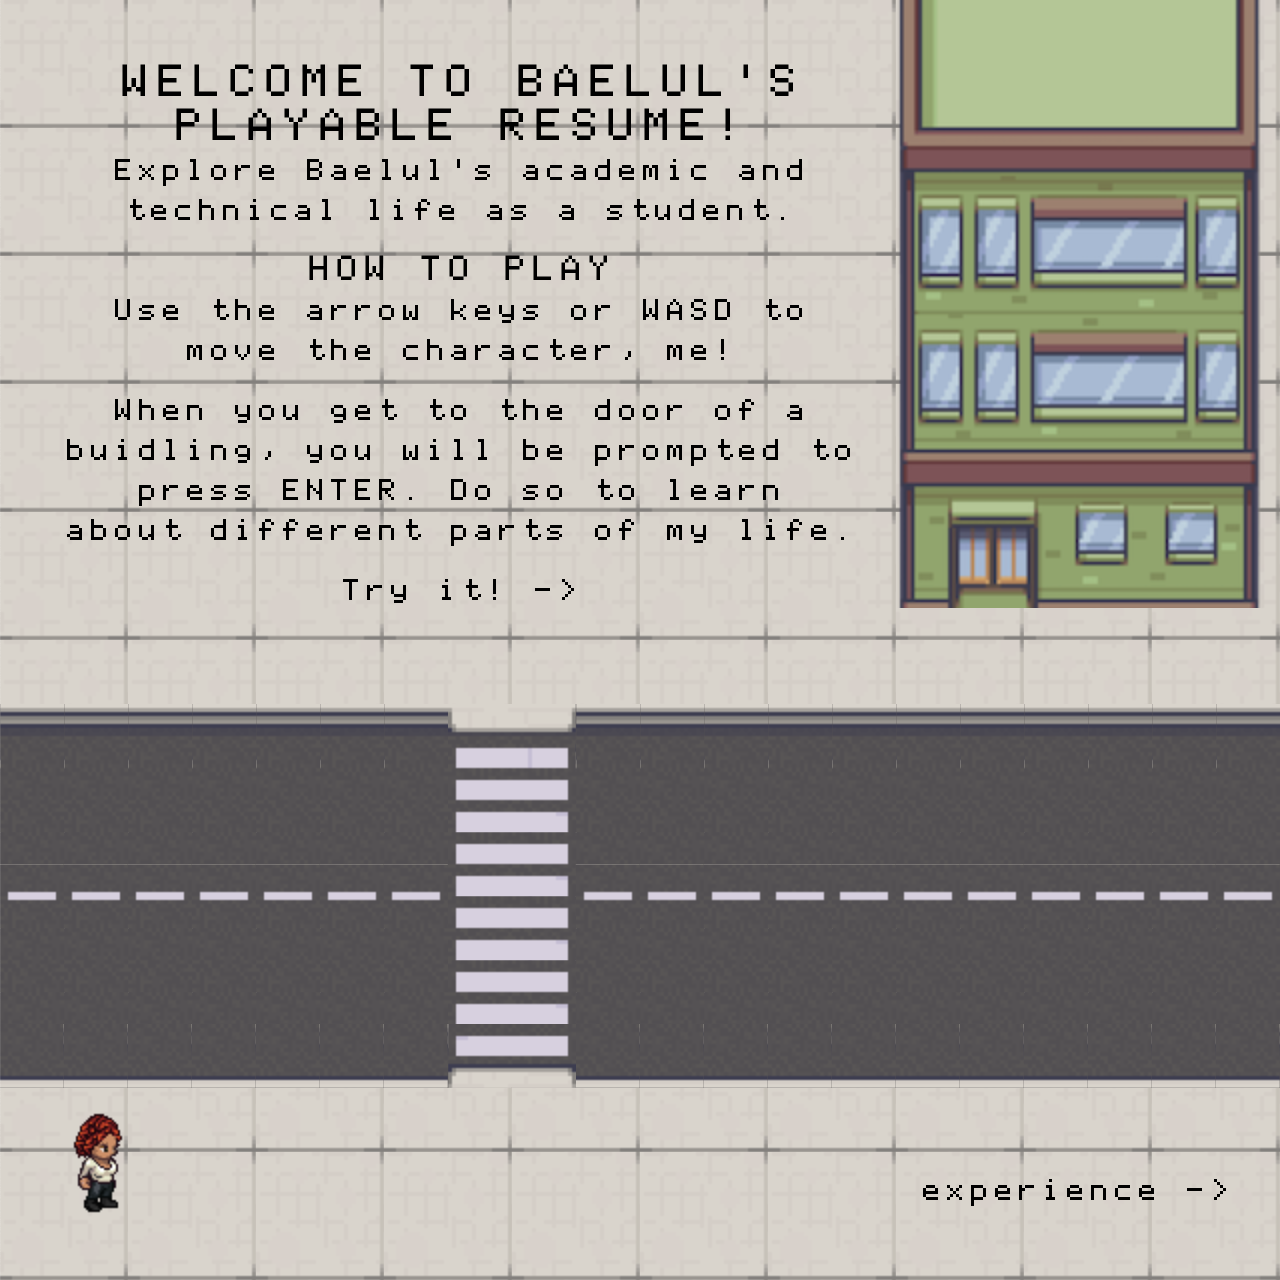 WELCOME TO BAELUL'S
PLAYABLE RESUME!
Explore Baelul's academic and
technical life as a student.
HOW TO PLAY
Use the arrow keys or WASD to
move the character, me!
When you get to the door of a
buidling, you will be prompted to
press ENTER. Do so to learn
about different parts of my life.
Try it! ->
experience ->